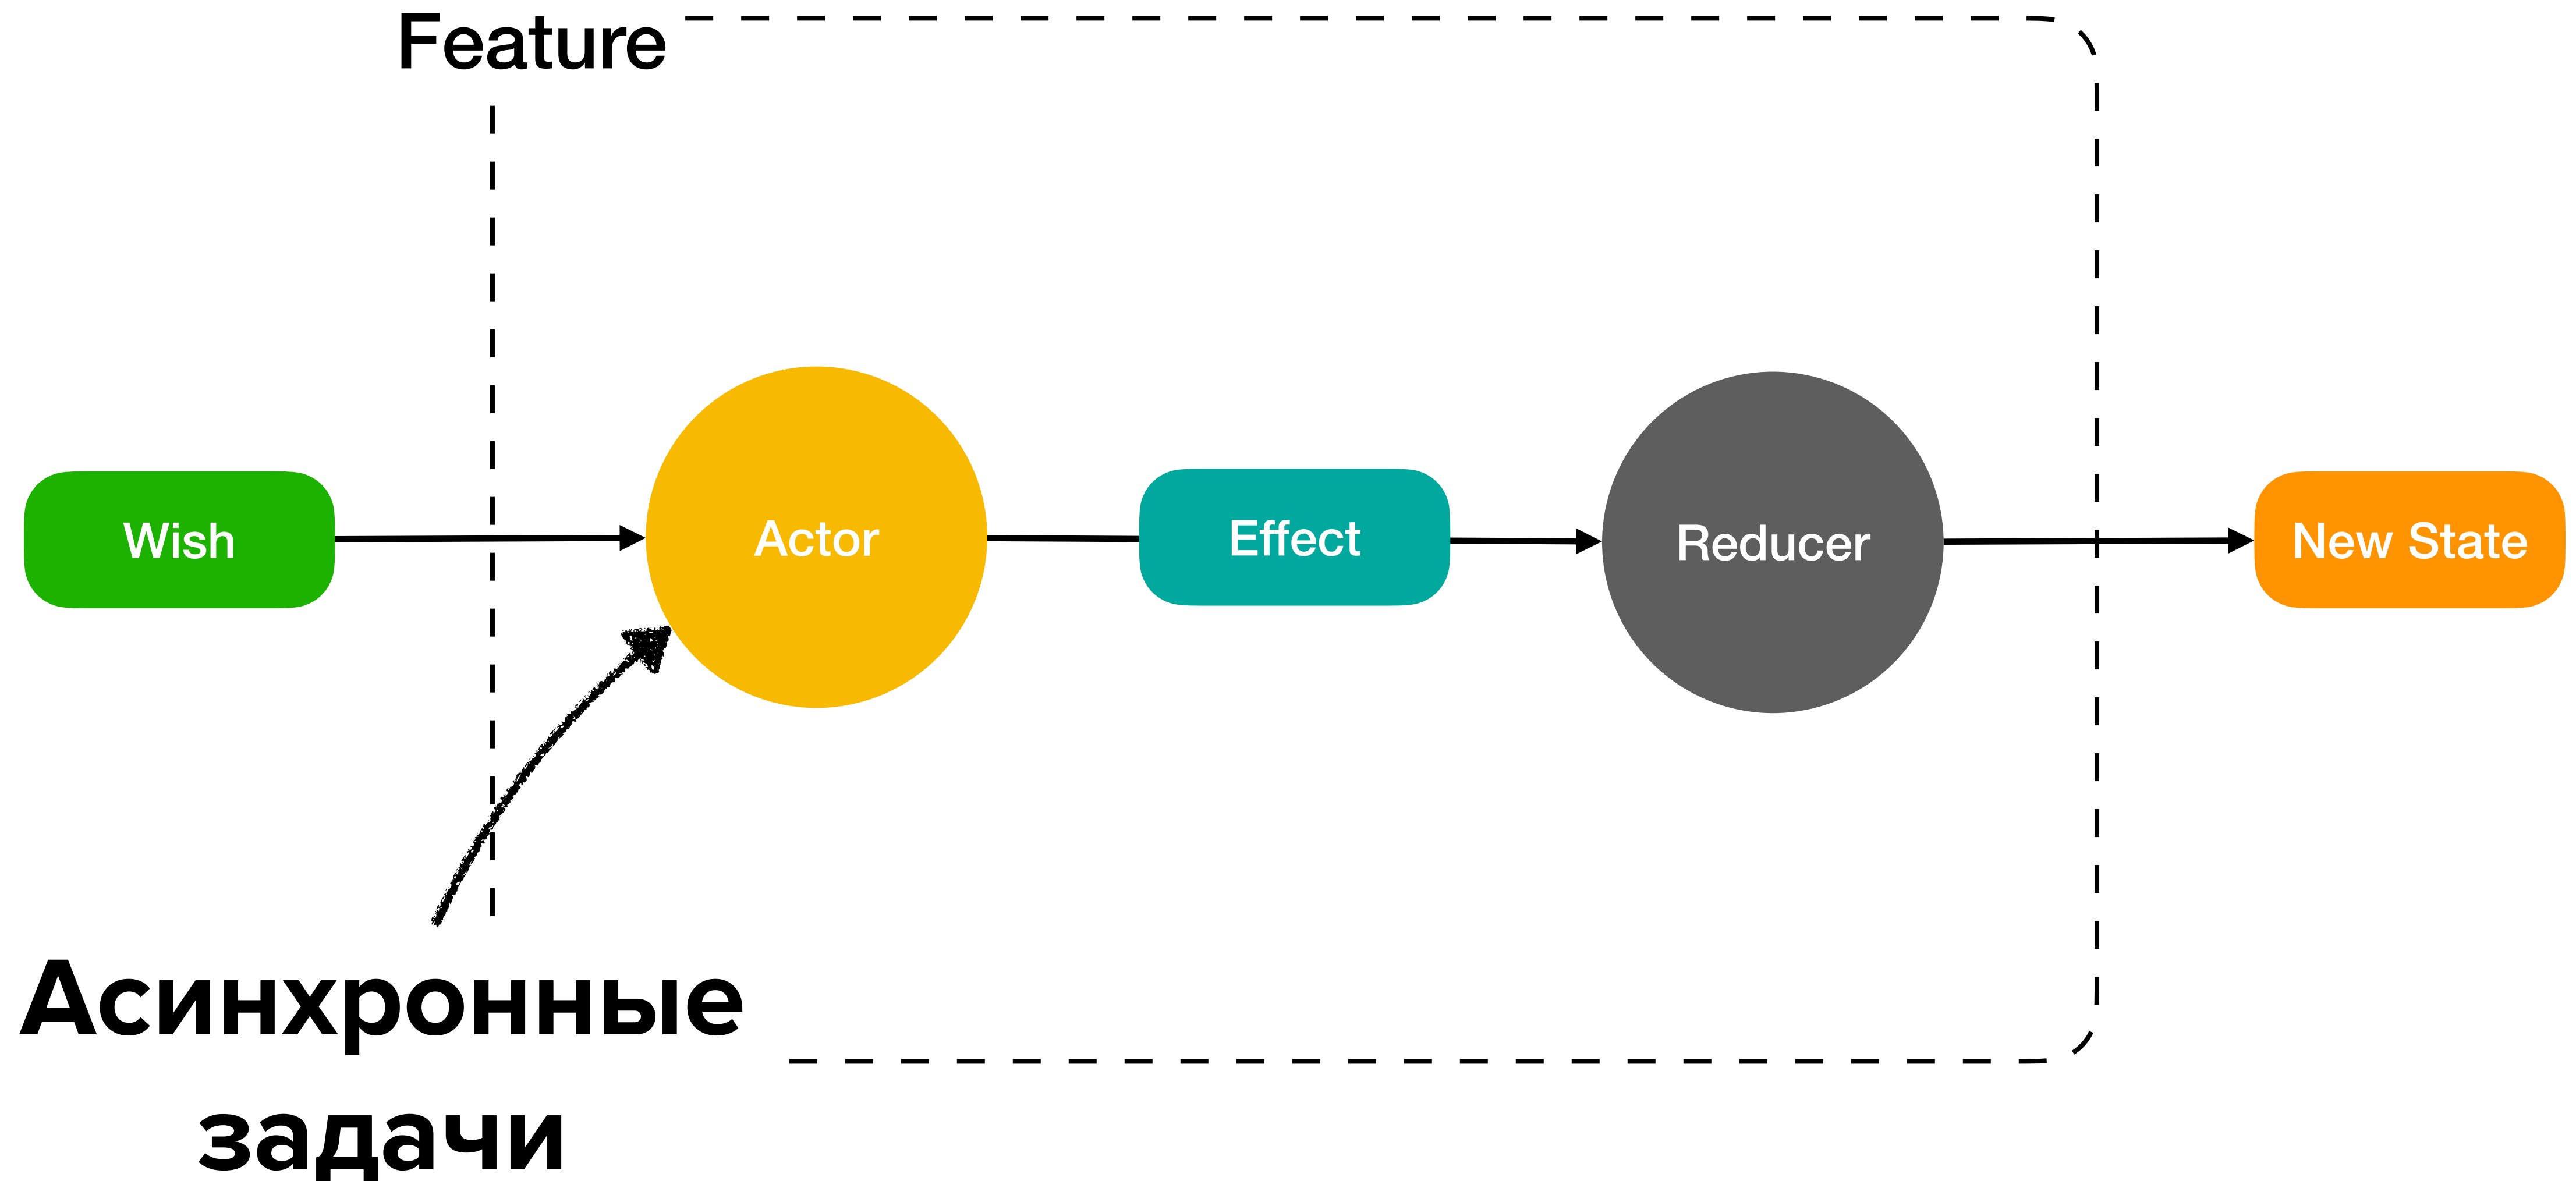 Feature
Wish
Actor
Effect
Reducer
New State
Асинхронные
задачи